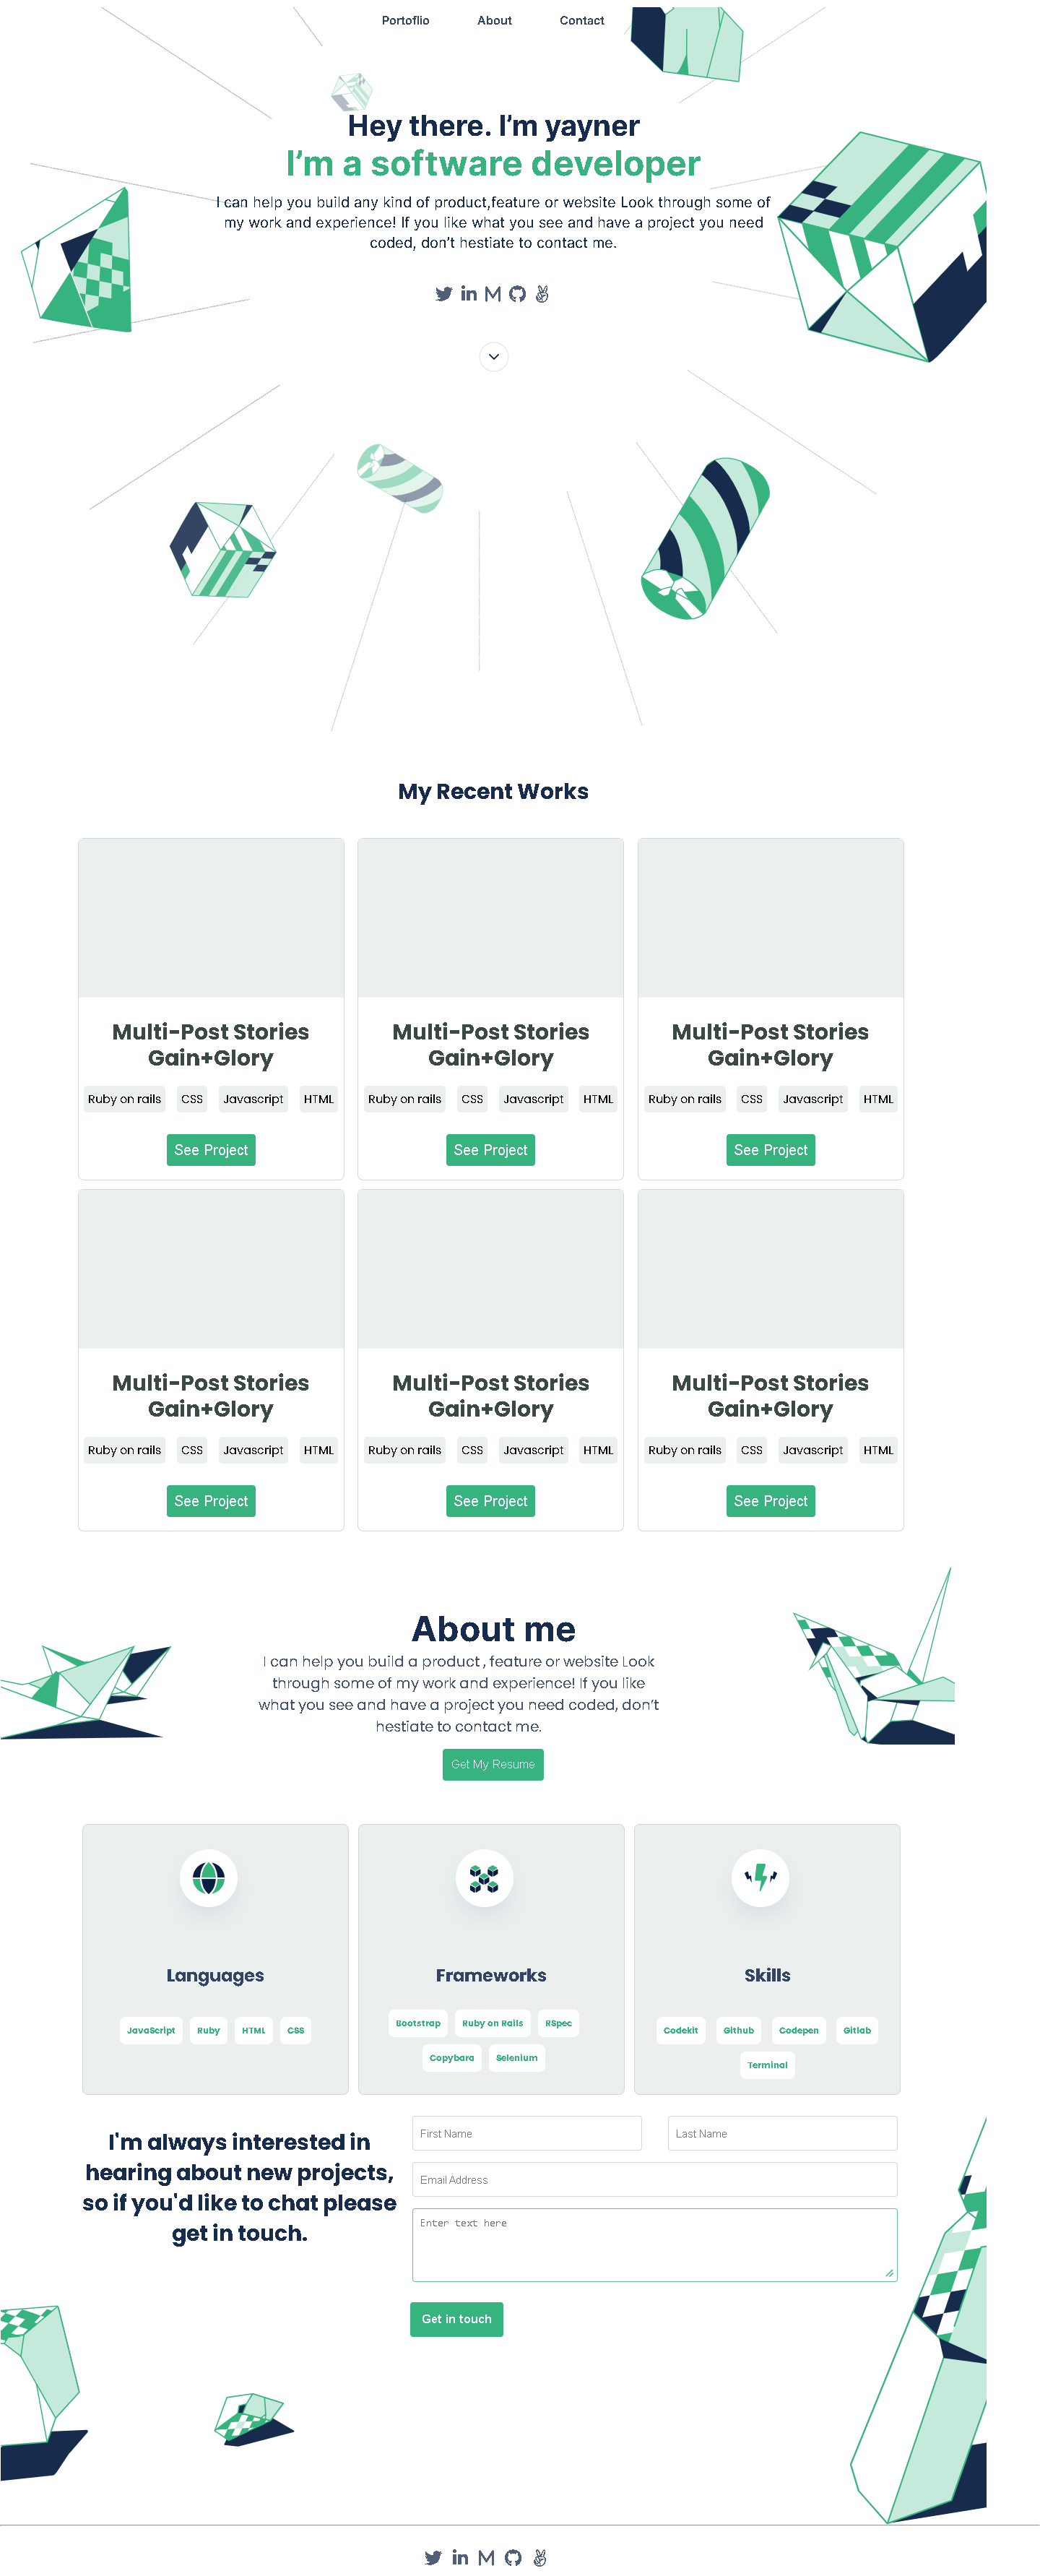 Portoflio About Contact
Hey there. I'm yayner
I'm a software developer
I can help you build any kind of product,feature or website Look through some of
my work and experience! If you like what you see and have a project you need
coded, don't hestiate to contact me.
My Recent Works
Multi-Post Stories
Gain+Glory
Ruby on rails CSS Javascript HTML
See Project
Multi-Post Stories
Gain+Glory
Ruby on rails CSS Javascript HTML
See Project
Multi-Post Stories
Gain+Glory
Ruby on rails CSS Javascript HTML
See Project
Multi-Post Stories
Gain+Glory
Ruby on rails CSS Javascript HTML
See Project
Multi-Post Stories
Gain+Glory
Ruby on rails CSS Javascript HTML
See Project
Multi-Post Stories
Gain+Glory
Ruby on rails CSS Javascript HTML
See Project
About me
I can help you build a product , feature or website Look
through some of my work and experience! If you like
what you see and have a project you need coded, don't
hestiate to contact me.
Get My Resume
Languages
JavaScript Ruby HTML CSS
Frameworks
Bootstrap Ruby on Rails RSpec
Copybara Selenium
Skills
Codekit Github Codepen Gitlab
Terminal
I'm always interested in
hearing about new projects,
so if you'd like to chat please
get in touch.
First Name Last Name
Email Address
Enter text here
Get in touch